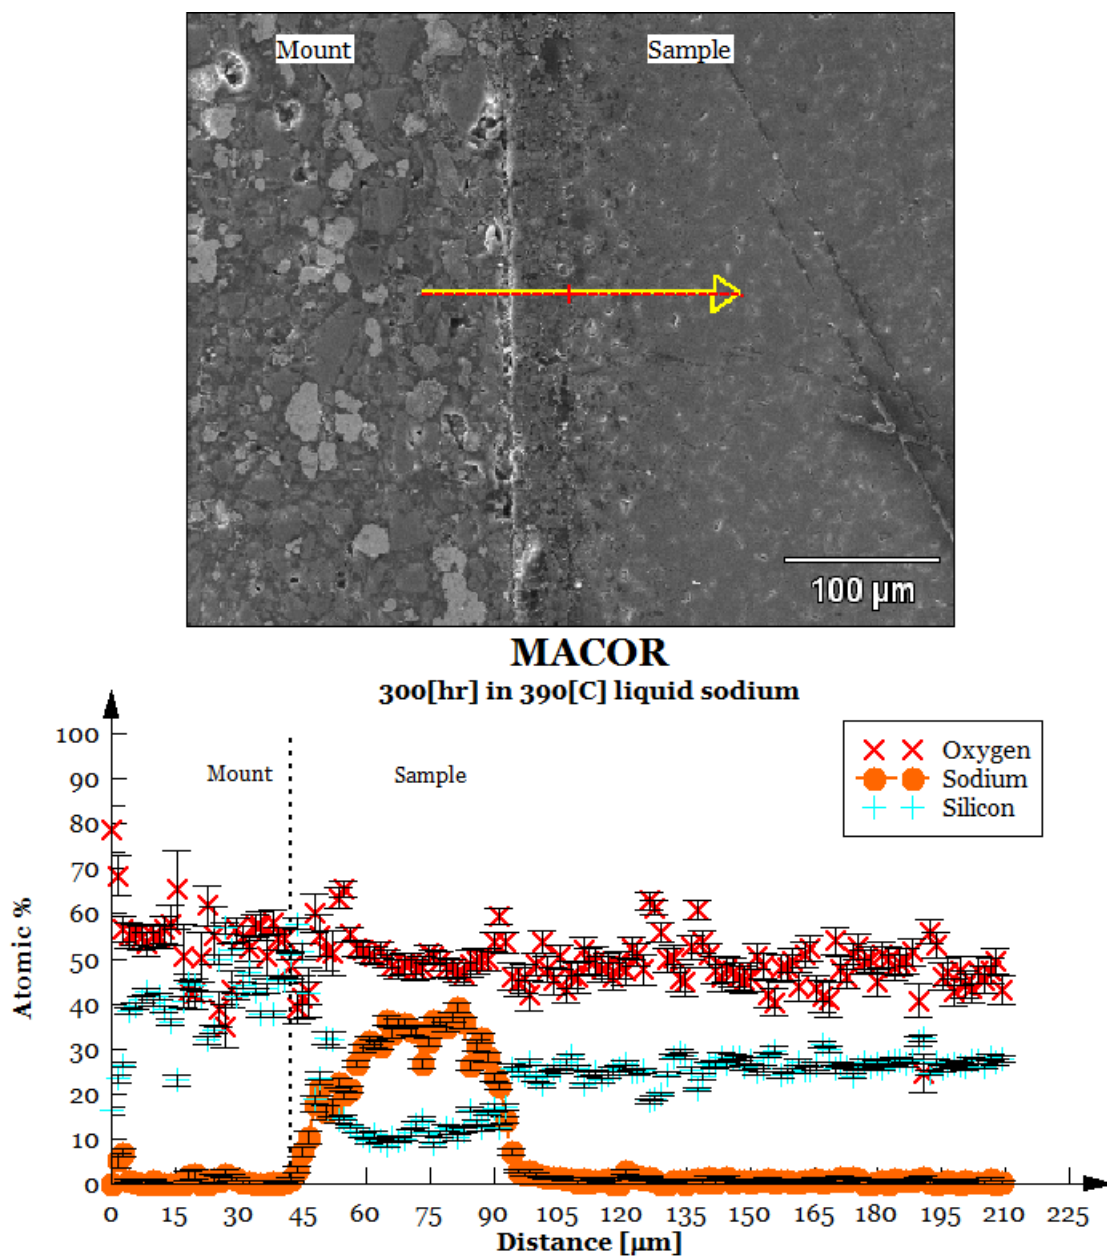 Mount Sample
100 µm
MACOR
300[hr] in 390[C] liquid sodium
Atomic %
100
90
80
70
60
50
40
30
20
10
0
Mount Sample
Oxygen
Sodium
Silicon
0 15 30 45 60 75 90 105 120 135 150 165 180 195 210 225
Distance [µm]